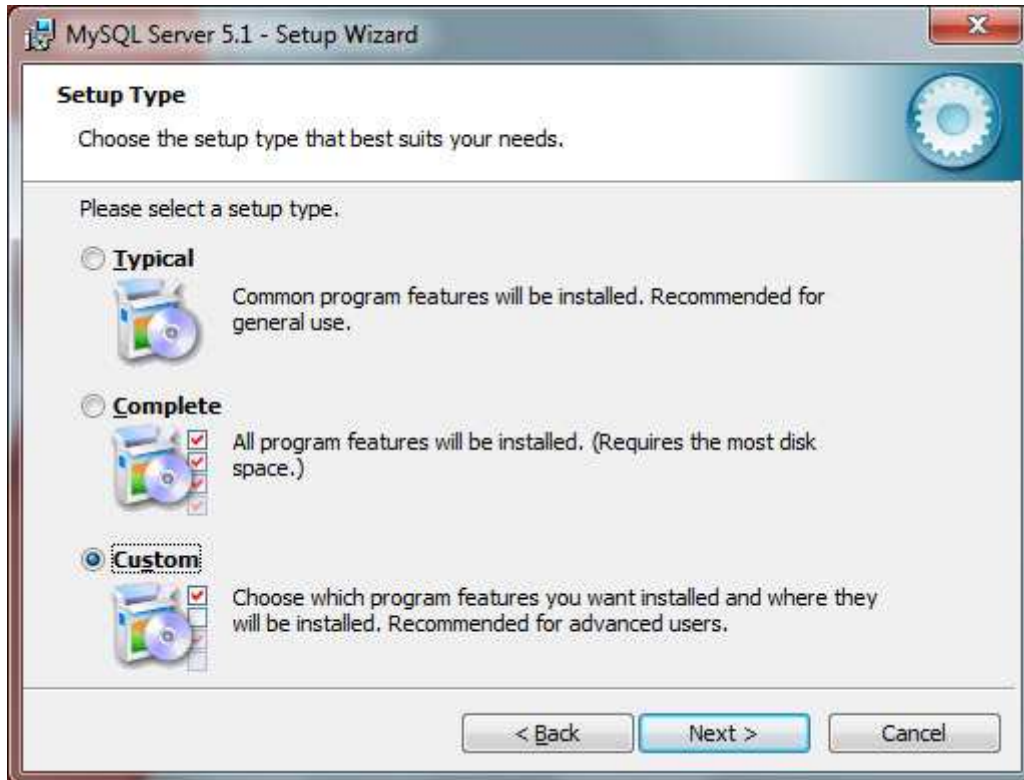 MySQL Server 5.1 - Setup Wizard
Setup Type
Choose the setup type that best suits your needs.
Please select a setup type.
Typical
Common program features will be installed. Recommended for
general use.
Complete
All program features will be installed. (Requires the most disk
space.)
Custom
Choose which program features you want installed and where they
will be installed. Recommended for advanced users.
< Back
Next >
Cancel